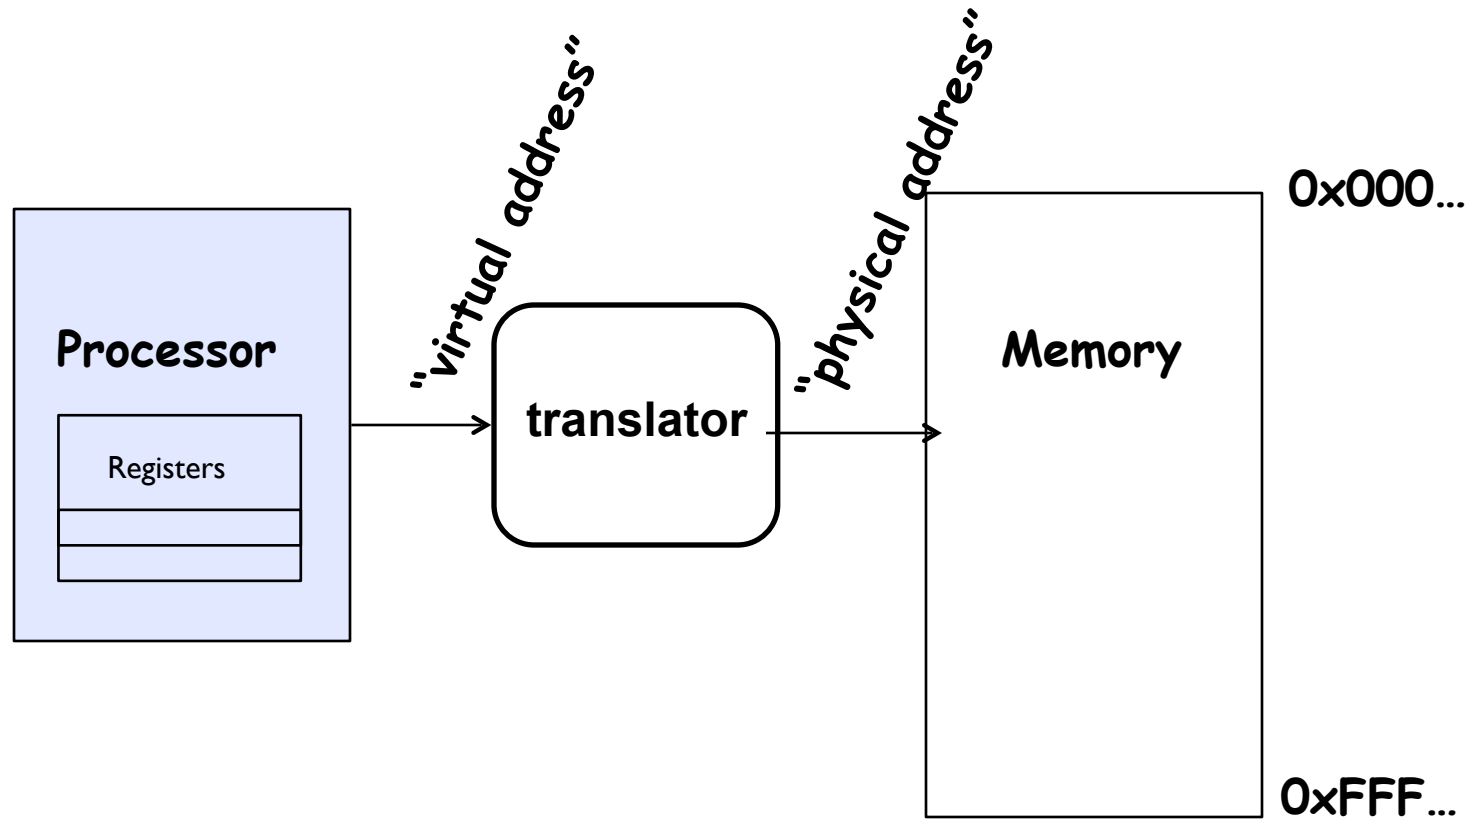 Processor
Registers
"virtual address"
translator
"physical address"
Memory
0x000...
0xFFF...